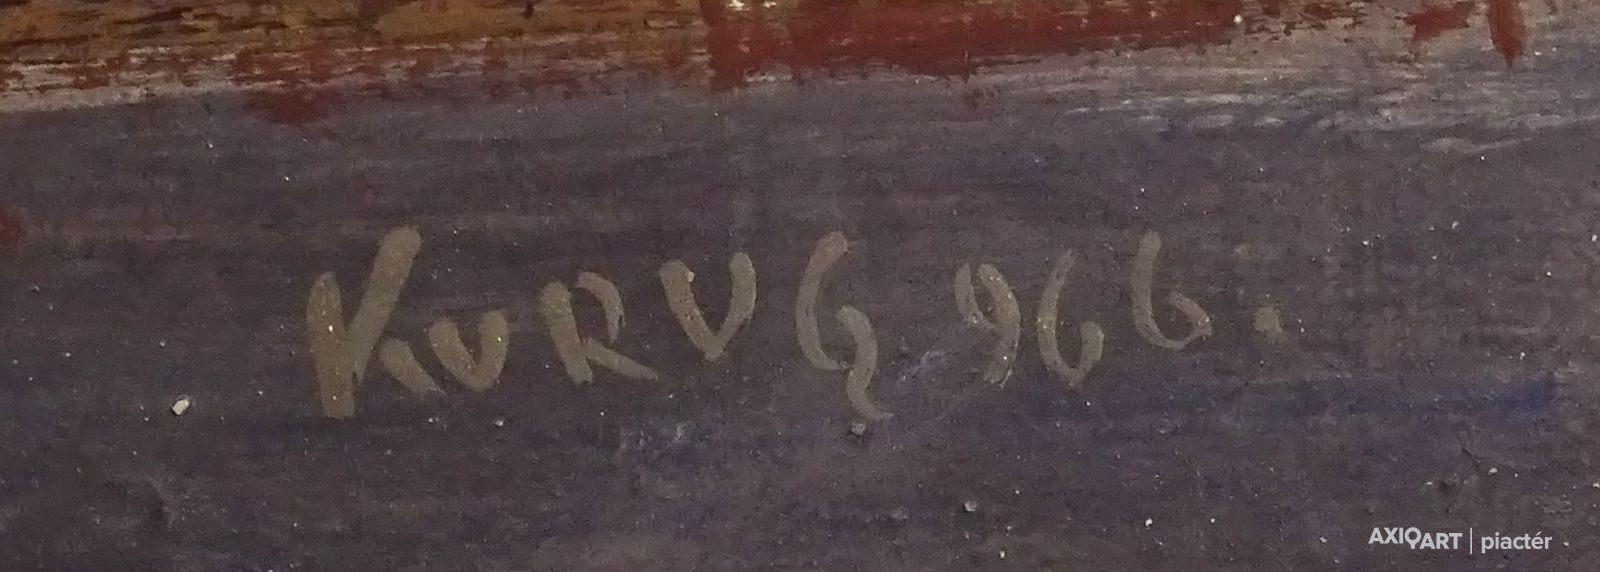 KURUG 966.
AXIOART | piactér